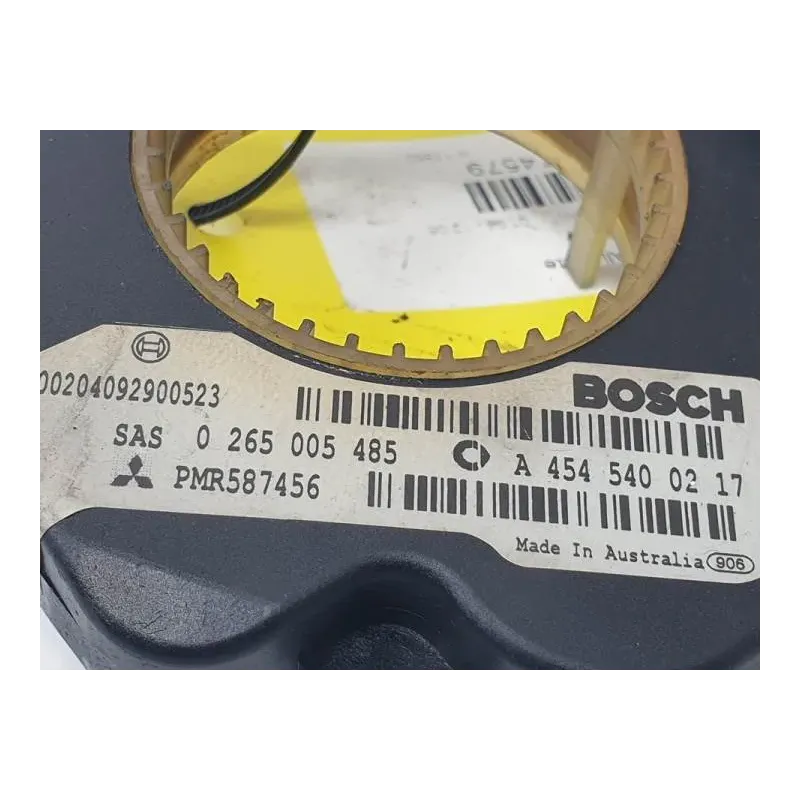 4579
00204092900523
BOSCH
SAS 0 265 005 485
A 454 540 02 17
PMR587456
Made In Australia 906